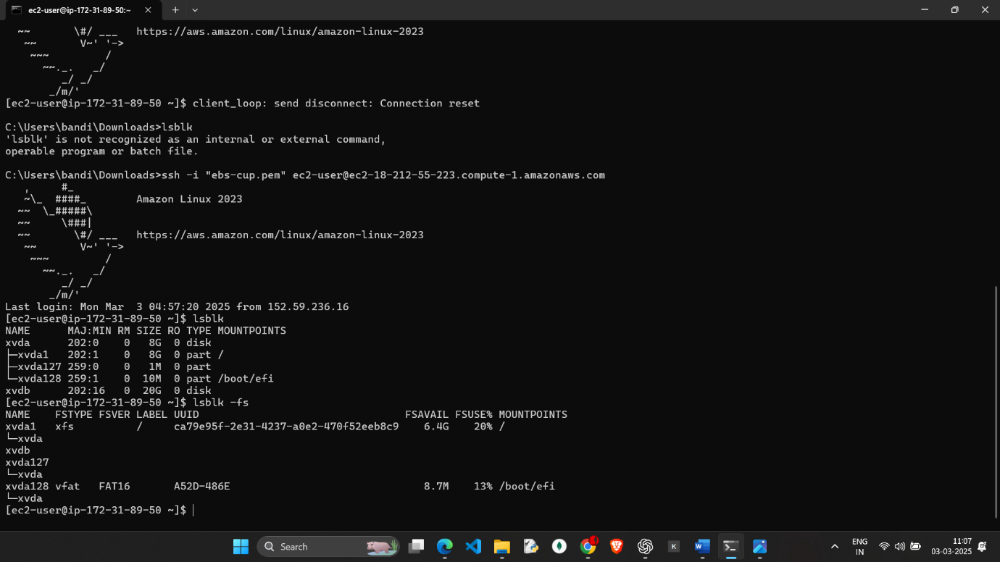 ec2-user@ip-172-31-89-50:~
  ~~       \#/ ___   https://aws.amazon.com/linux/amazon-linux-2023
   ~~       V~' '->
    ~~~         /
      ~~._.   _/
         _/ _/
       _/m/'
[ec2-user@ip-172-31-89-50 ~]$ client_loop: send disconnect: Connection reset
C:\Users\bandi\Downloads>lsblk
'lsblk' is not recognized as an internal or external command,
operable program or batch file.
C:\Users\bandi\Downloads>ssh -i "ebs-cup.pem" ec2-user@ec2-18-212-55-223.compute-1.amazonaws.com
   ,     #_
   ~\_  ####_        Amazon Linux 2023
  ~~  \_#####\
  ~~     \###|
  ~~       \#/ ___   https://aws.amazon.com/linux/amazon-linux-2023
   ~~       V~' '->
    ~~~         /
      ~~._.   _/
         _/ _/
       _/m/'
Last login: Mon Mar  3 04:57:20 2025 from 152.59.236.16
[ec2-user@ip-172-31-89-50 ~]$ lsblk
NAME      MAJ:MIN RM SIZE RO TYPE MOUNTPOINTS
xvda      202:0    0   8G  0 disk
├─xvda1   202:1    0   8G  0 part /
├─xvda127 259:0    0   1M  0 part
└─xvda128 259:1    0  10M  0 part /boot/efi
xvdb      202:16   0  20G  0 disk
[ec2-user@ip-172-31-89-50 ~]$ lsblk -fs
NAME    FSTYPE FSVER LABEL UUID                                 FSAVAIL FSUSE% MOUNTPOINTS
xvda1   xfs          /     ca79e95f-2e31-4237-a0e2-470f52eeb8c9    6.4G    20% /
└─xvda
xvdb
xvda127
└─xvda
xvda128 vfat   FAT16       A52D-486E                               8.7M    13% /boot/efi
└─xvda
[ec2-user@ip-172-31-89-50 ~]$
Search
K
ENG
IN
11:07
03-03-2025